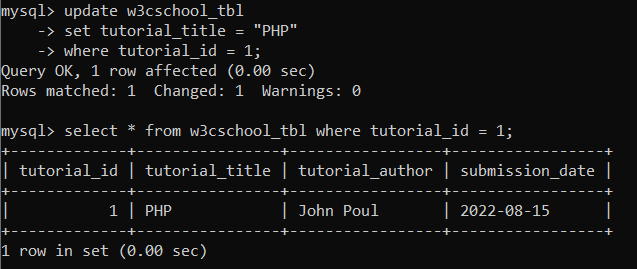 mysql> update w3cschool_tbl
    -> set tutorial_title = "PHP"
    -> where tutorial_id = 1;
Query OK, 1 row affected (0.00 sec)
Rows matched: 1  Changed: 1  Warnings: 0

mysql> select * from w3cschool_tbl where tutorial_id = 1;
+-------------+----------------+-----------------+-----------------+
| tutorial_id | tutorial_title | tutorial_author | submission_date |
+-------------+----------------+-----------------+-----------------+
|           1 | PHP            | John Poul       | 2022-08-15      |
+-------------+----------------+-----------------+-----------------+
1 row in set (0.00 sec)